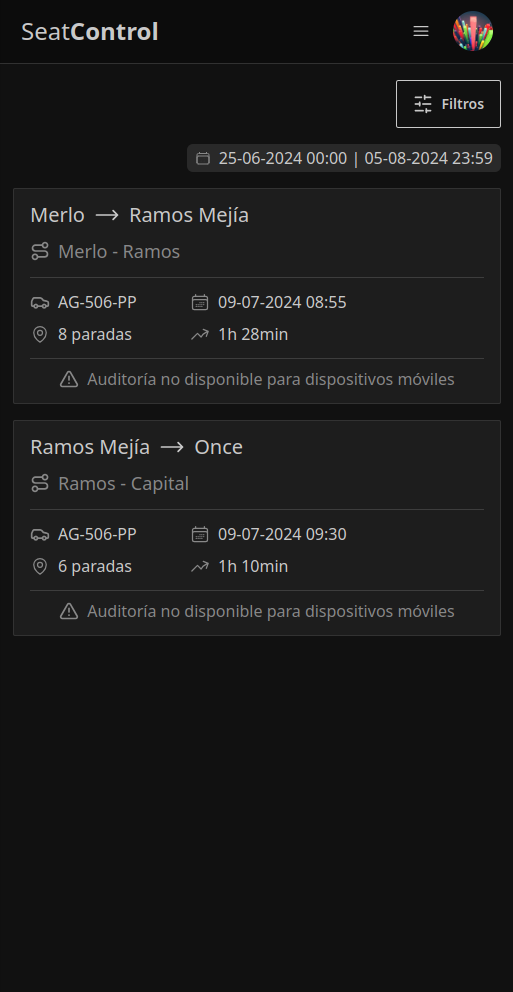 SeatControl
Filtros
25-06-2024 00:00 | 05-08-2024 23:59
Merlo → Ramos Mejía
Merlo - Ramos
AG-506-PP 09-07-2024 08:55
8 paradas 1h 28min
Auditoría no disponible para dispositivos móviles
Ramos Mejía → Once
Ramos - Capital
AG-506-PP 09-07-2024 09:30
6 paradas 1h 10min
Auditoría no disponible para dispositivos móviles